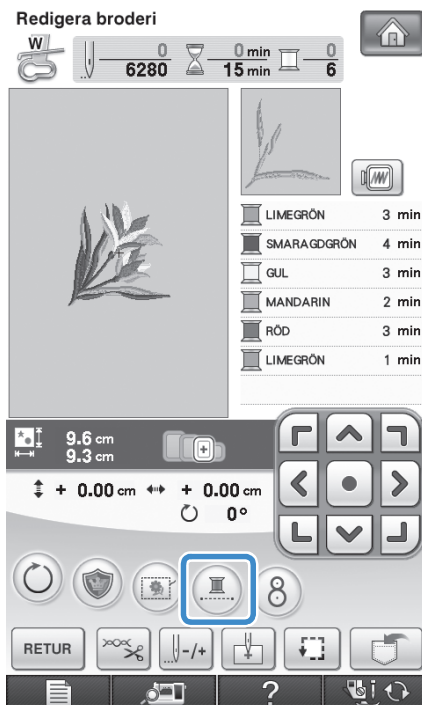 Redigera broderi
W
0
6280
0 min
15 min
0
6
LIMEGRÖN 3 min
SMARAGDGRÖN 4 min
GUL 3 min
MANDARIN 2 min
RÖD 3 min
LIMEGRÖN 1 min
9.6 cm
9.3 cm
+ 0.00 cm + 0.00 cm
0°
8
RETUR
-/+
?